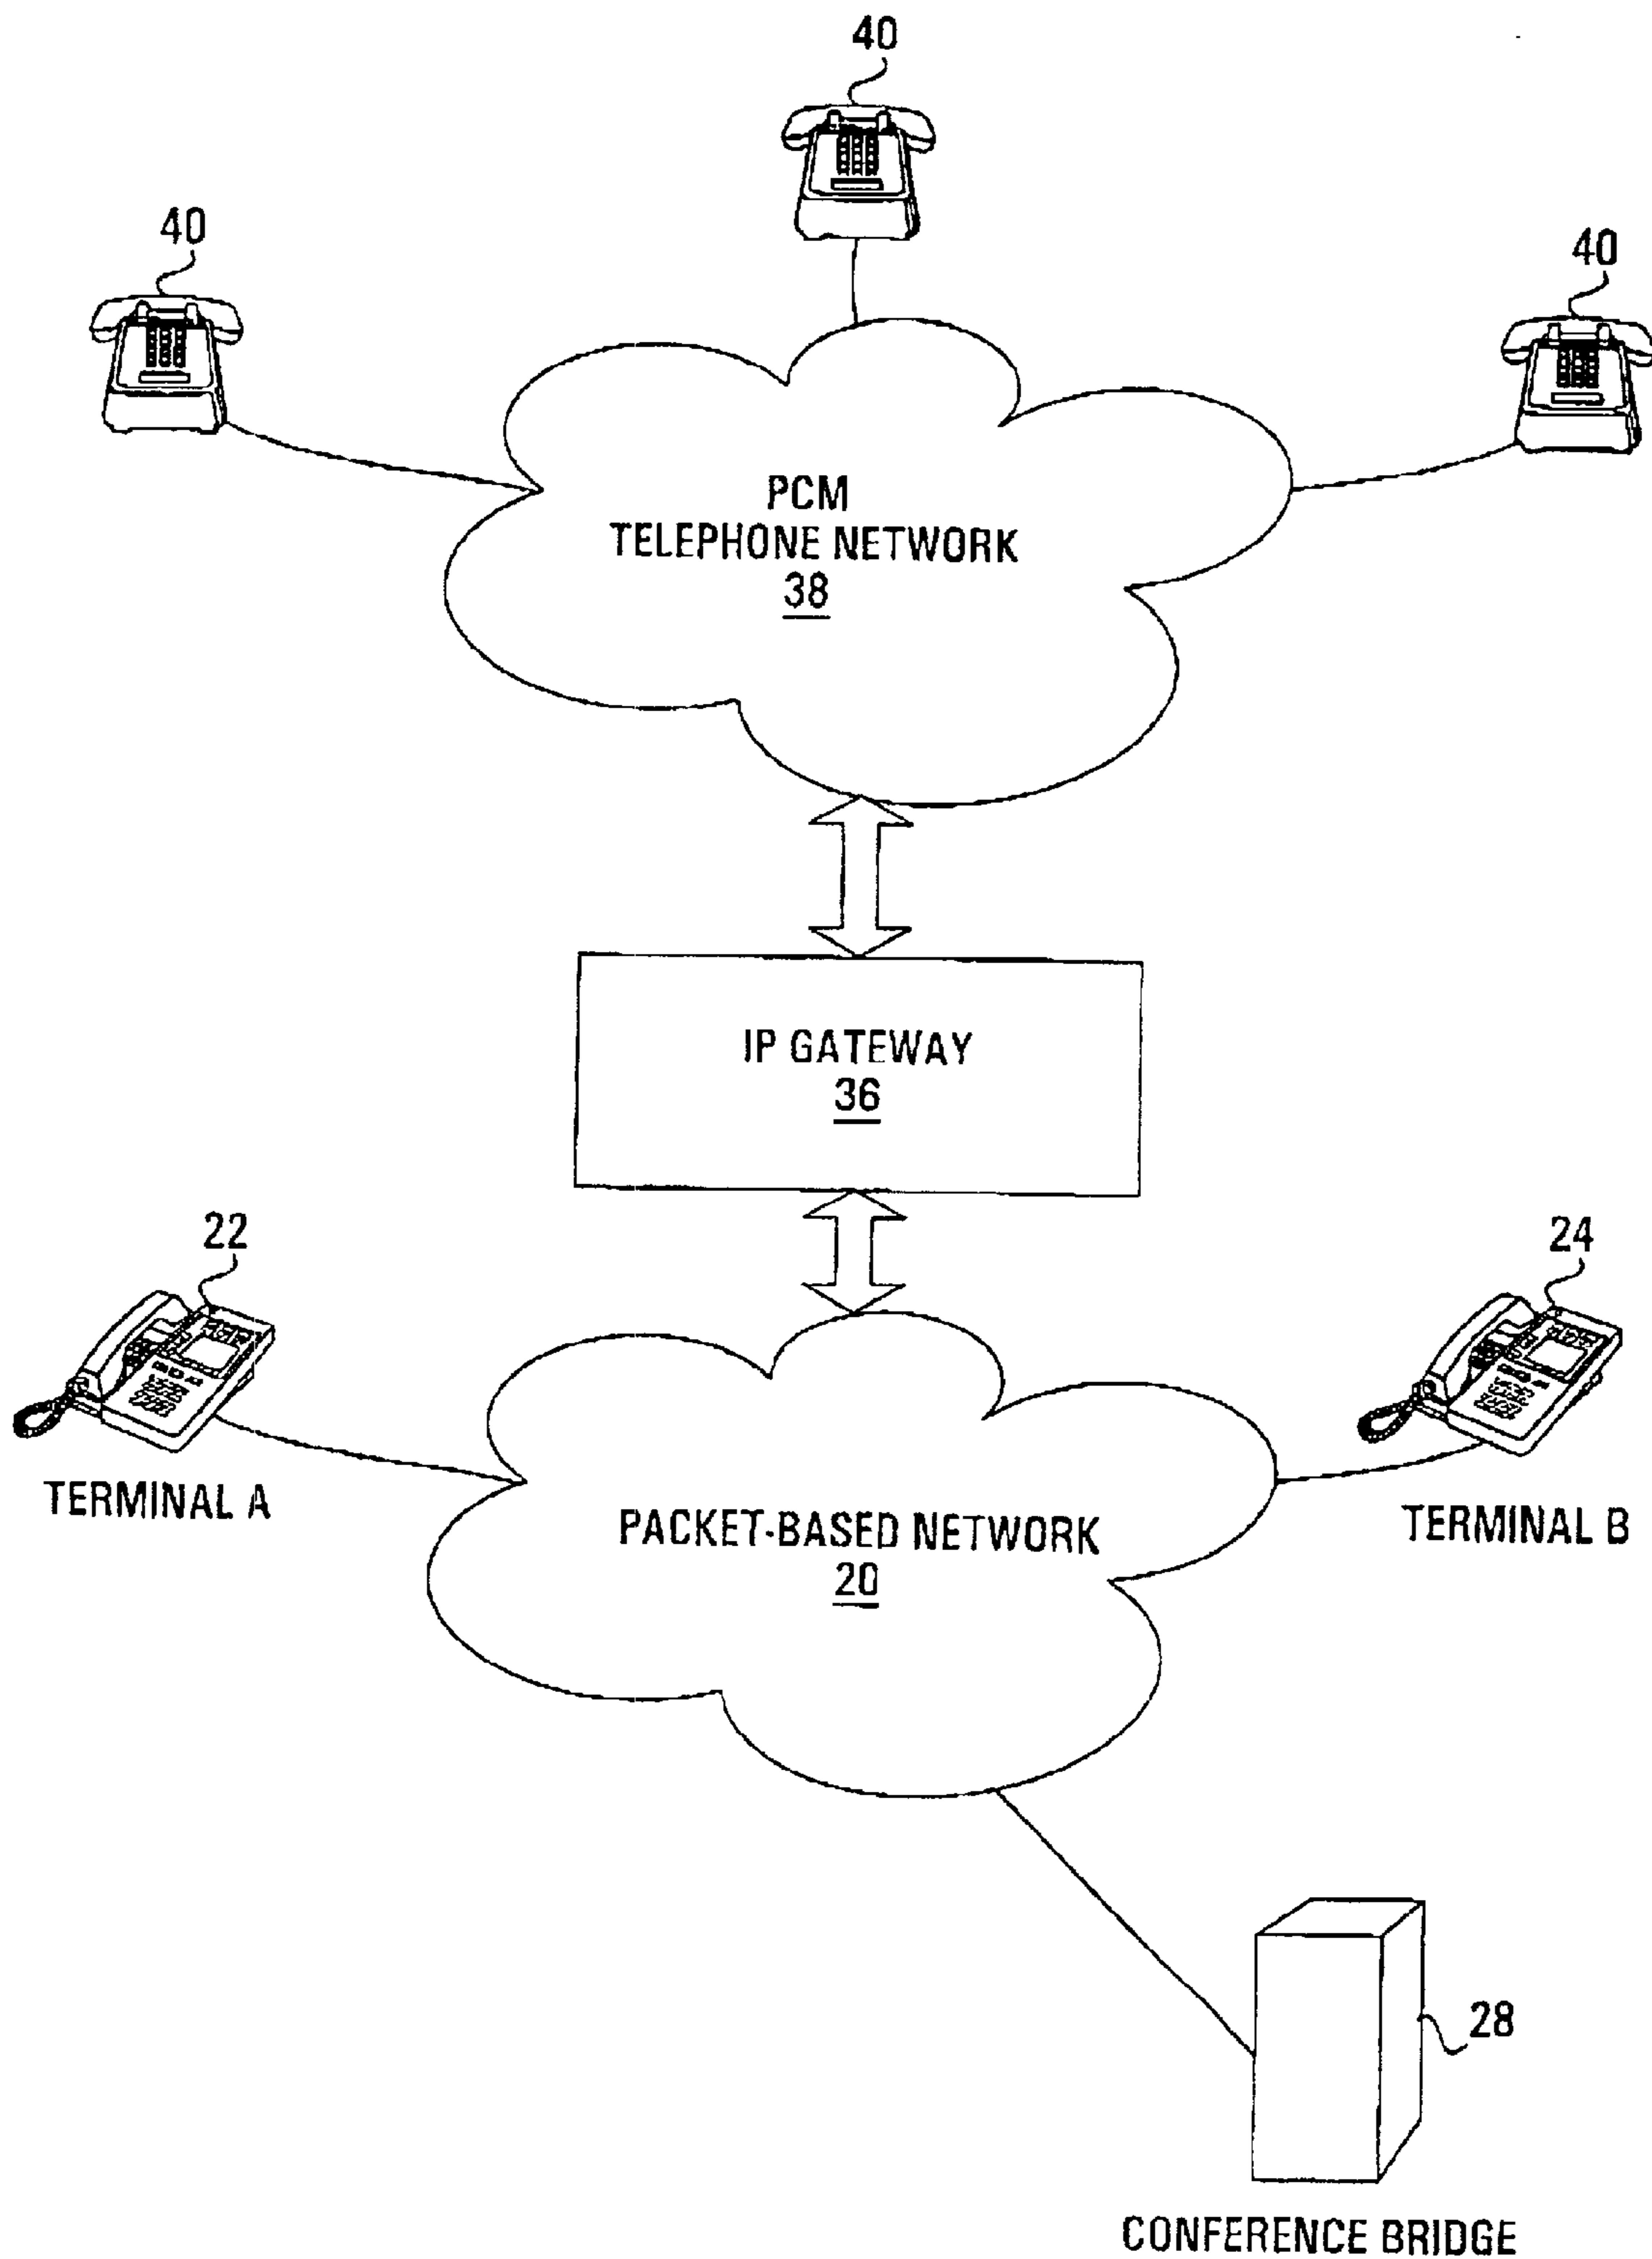 40
40
40
PCM
TELEPHONE NETWORK
38
IP GATEWAY
36
22
24
TERMINAL A
TERMINAL B
PACKET-BASED NETWORK
20
28
CONFERENCE BRIDGE